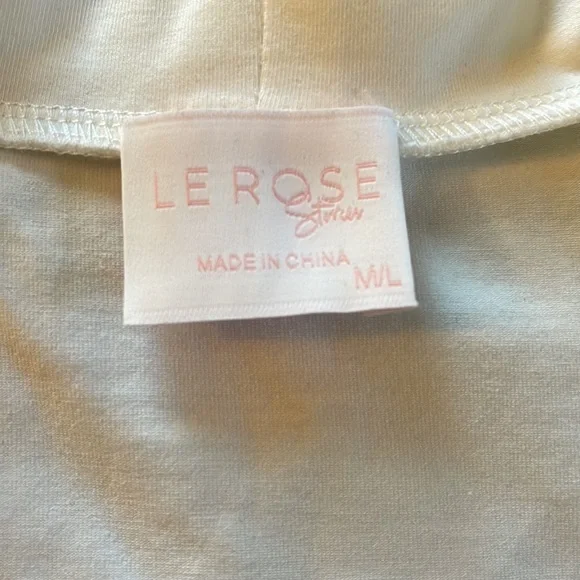 LE ROSE
Stories
MADE IN CHINA
M/L